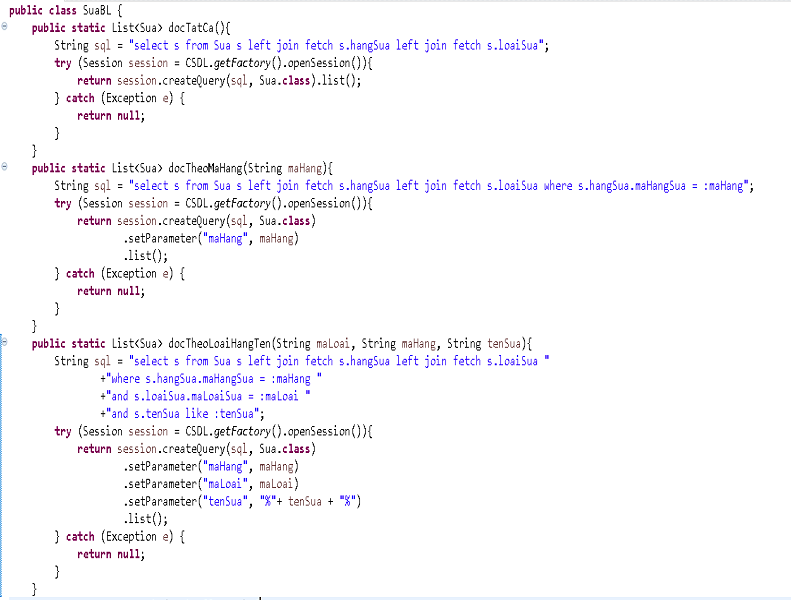 public class SuaBL {
public static List<Sua> docTatCa(){
String sql = "select s from Sua s left join fetch s.hangSua left join fetch s.loaiSua";
try (Session session = CSDL.getFactory().openSession()){
return session.createQuery(sql, Sua.class).list();
} catch (Exception e) {
return null;
}
}
public static List<Sua> docTheoMaHang(String maHang){
String sql = "select s from Sua s left join fetch s.hangSua left join fetch s.loaiSua where s.hangSua.maHangSua = :maHang";
try (Session session = CSDL.getFactory().openSession()){
return session.createQuery(sql, Sua.class)
.setParameter("maHang", maHang)
.list();
} catch (Exception e) {
return null;
}
}
public static List<Sua> docTheoLoaiHangTen(String maLoai, String maHang, String tenSua){
String sql = "select s from Sua s left join fetch s.hangSua left join fetch s.loaiSua "
+"where s.hangSua.maHangSua = :maHang "
+"and s.loaiSua.maLoaiSua = :maLoai "
+"and s.tenSua like :tenSua";
try (Session session = CSDL.getFactory().openSession()){
return session.createQuery(sql, Sua.class)
.setParameter("maHang", maHang)
.setParameter("maLoai", maLoai)
.setParameter("tenSua", "%"+ tenSua + "%")
.list();
} catch (Exception e) {
return null;
}
}